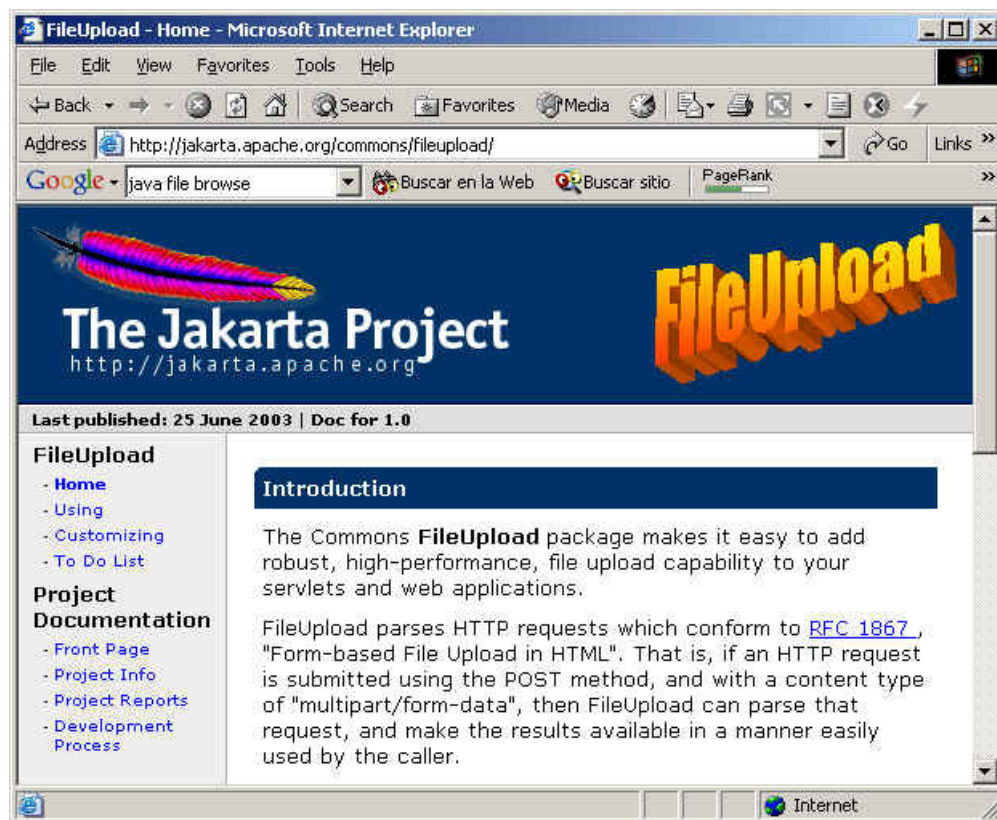 FileUpload - Home - Microsoft Internet Explorer
File Edit View Favorites Tools Help
Back Search Favorites Media
Address http://jakarta.apache.org/commons/fileupload/ Go Links »
Google java file browse Buscar en la Web Buscar sitio PageRank »
FileUpload
The Jakarta Project
http://jakarta.apache.org
Last published: 25 June 2003 | Doc for 1.0
FileUpload
- Home
- Using
- Customizing
- To Do List
Project
Documentation
- Front Page
- Project Info
- Project Reports
- Development
Process
Introduction
The Commons FileUpload package makes it easy to add
robust, high-performance, file upload capability to your
servlets and web applications.
FileUpload parses HTTP requests which conform to RFC 1867 ,
"Form-based File Upload in HTML". That is, if an HTTP request
is submitted using the POST method, and with a content type
of "multipart/form-data", then FileUpload can parse that
request, and make the results available in a manner easily
used by the caller.
Internet